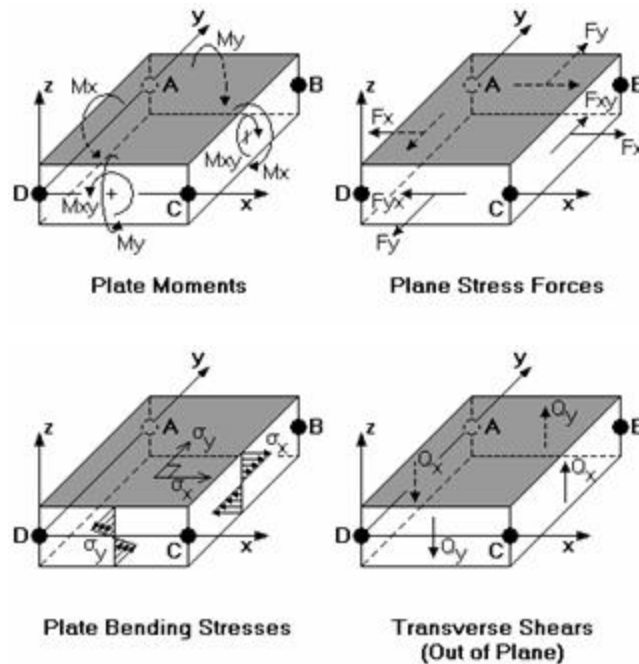 y
My
A
B
z
Mx
Mxy
Mx
D
Mxy
C
x
My
Plate Moments
y
Fy
A
B
z
Fx
Fxy
Fx
D
Fyx
C
x
Fy
Plane Stress Forces
y
A
B
z
σy
σx
σx
D
σy
C
x
Plate Bending Stresses
y
A
Qy
B
z
Qx
Qx
D
Qy
C
x
Transverse Shears
(Out of Plane)